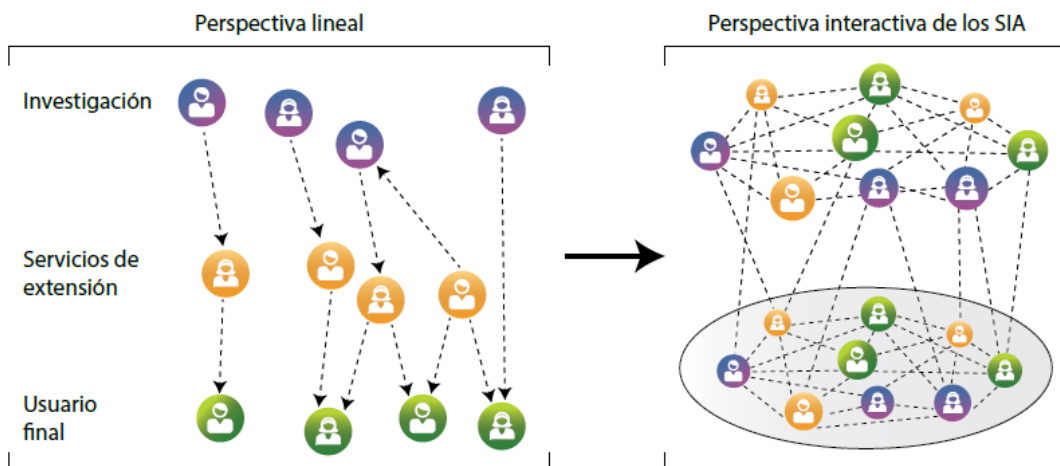 Perspectiva lineal
Perspectiva interactiva de los SIA
Investigación
Servicios de
extensión
Usuario
final